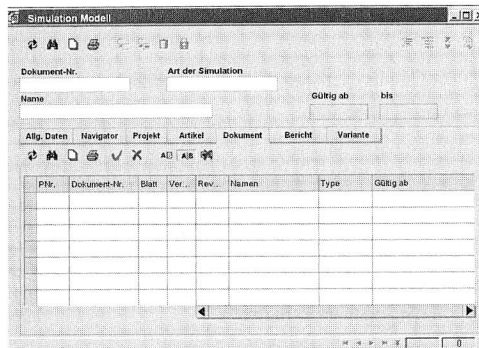 Simulation Modell
Dokument-Nr. Art der Simulation
Name Gültig ab bis
Allg. Daten Navigator Projekt Artikel Dokument Bericht Variante
A|B
PNr. Dokument-Nr. Blatt Ver... Rev... Namen Type Gültig ab
0